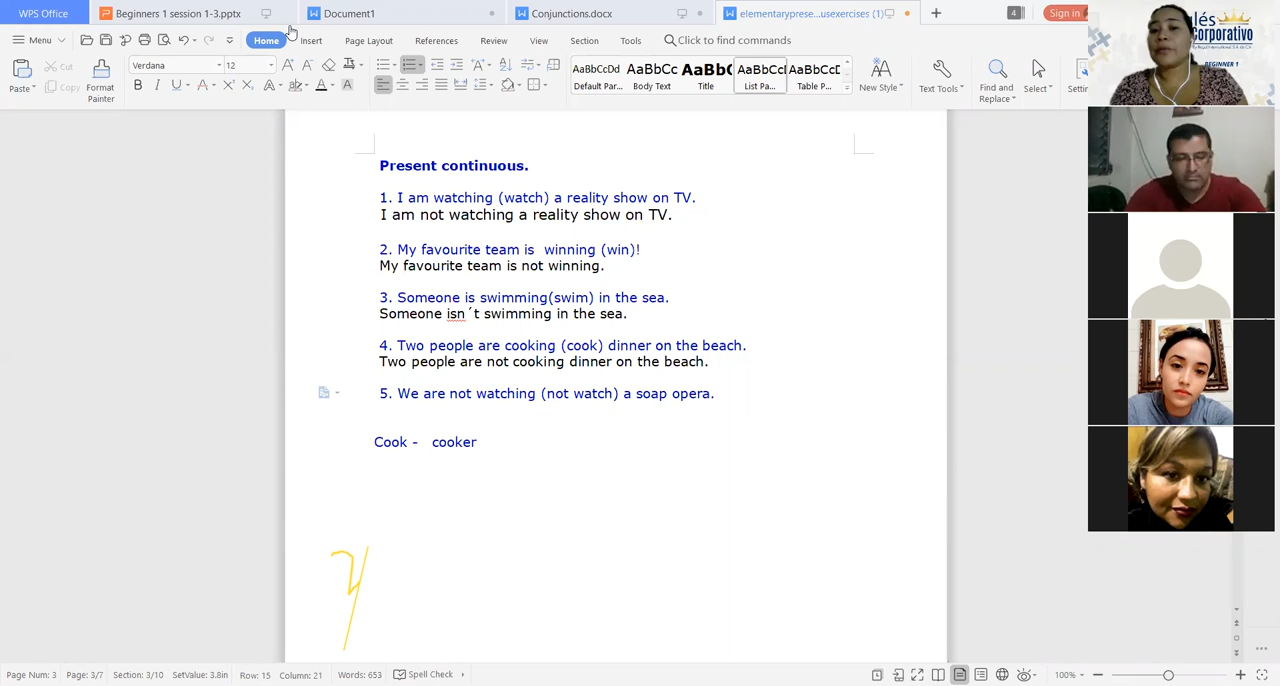 WPS Office
Beginners 1 session 1-3.pptx
Document1
Conjunctions.docx
elementaryprese...usexercises (1)
4
Sign in
Menu
Home
Insert
Page Layout
References
Review
View
Section
Tools
Click to find commands
Paste
Cut
Copy
Format
Painter
Verdana
12
AaBbCcDd
Default Par...
AaBbCc
Body Text
AaBb
Title
AaBbCcI
List Pa...
AaBbCcD
Table P...
New Style
Text Tools
Find and
Replace
Select
Settin
lés
Corporativo
BEGINNER 1
Present continuous.
1. I am watching (watch) a reality show on TV.
I am not watching a reality show on TV.
2. My favourite team is winning (win)!
My favourite team is not winning.
3. Someone is swimming(swim) in the sea.
Someone isn´t swimming in the sea.
4. Two people are cooking (cook) dinner on the beach.
Two people are not cooking dinner on the beach.
5. We are not watching (not watch) a soap opera.
Cook - cooker
Page Num: 3
Page: 3/7
Section: 3/10
SetValue: 3.8in
Row: 15
Column: 21
Words: 653
Spell Check
100%